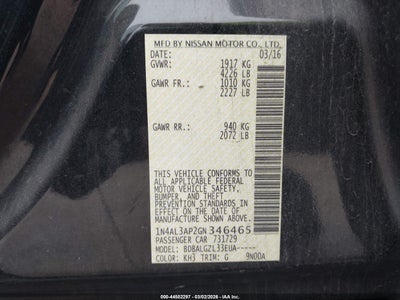 MFD BY NISSAN MOTOR CO., LTD.
DATE: 03/16
GVWR: 1917 KG
4226 LB
GAWR FR.: 1010 KG
2227 LB
GAWR RR.: 940 KG
2072 LB
THIS VEHICLE CONFORMS TO
ALL APPLICABLE FEDERAL
MOTOR VEHICLE SAFETY,
BUMPER, AND THEFT
PREVENTION STANDARDS
IN EFFECT ON THE DATE OF
MANUFACTURE SHOWN ABOVE.
1N4AL3AP2GN346465
PASSENGER CAR 731729
MODEL: BDBALGZL33EUA-----
COLOR: KH3 TRIM: G 9N00A
000-44502297 - 03/02/2026 - IAAI